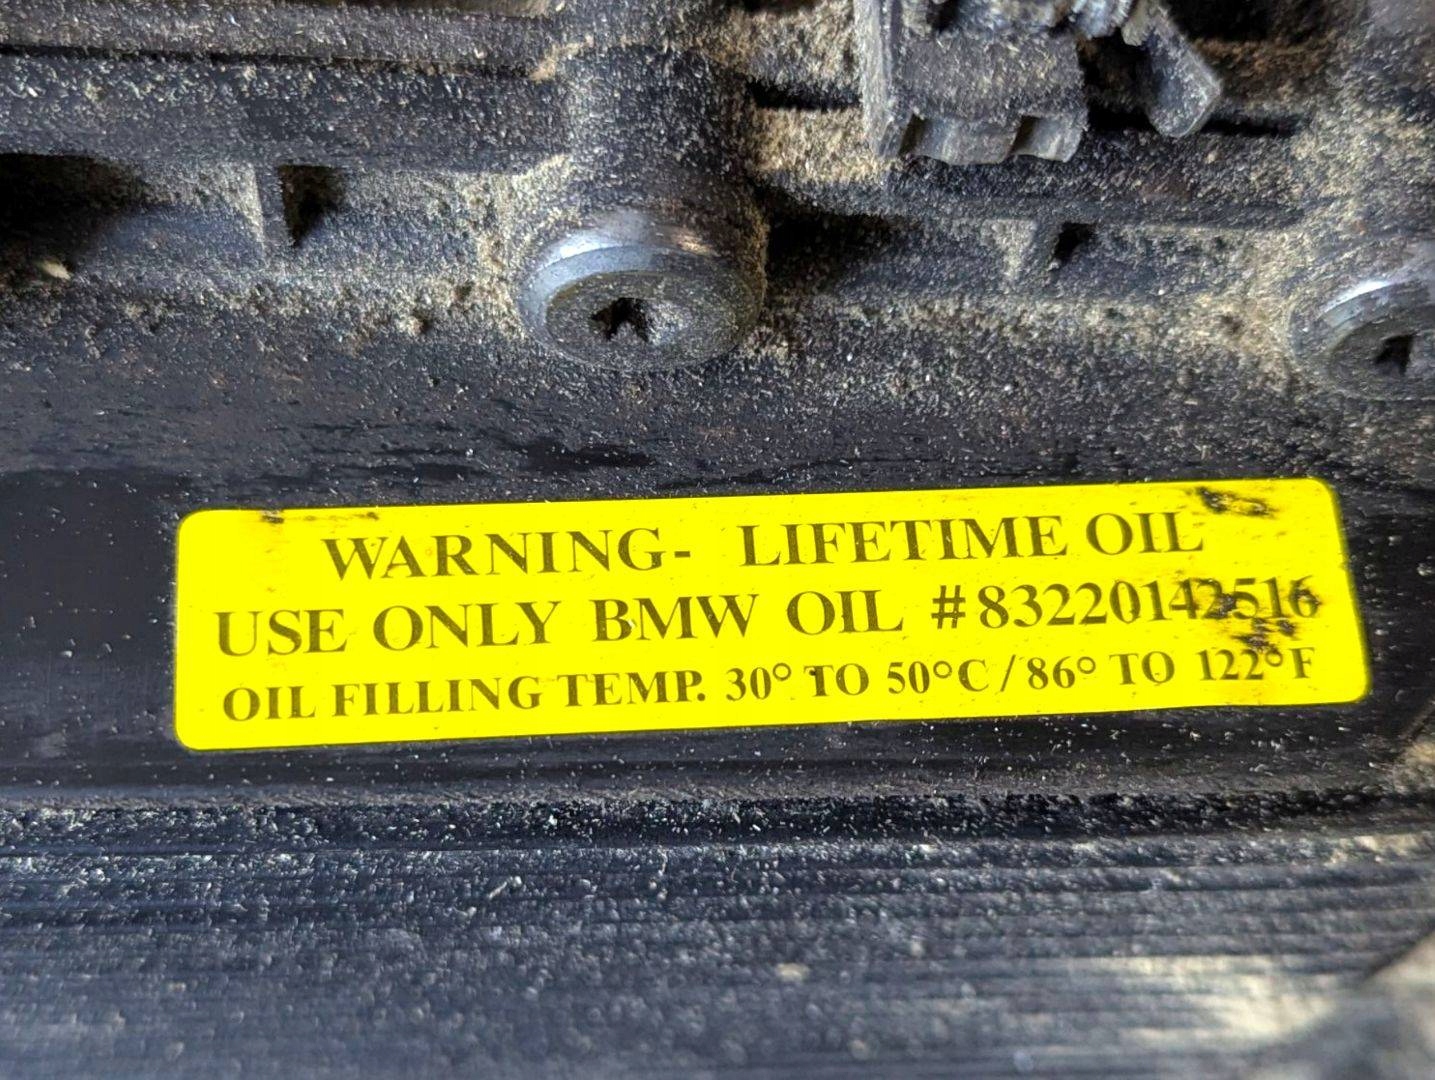 WARNING- LIFETIME OIL
USE ONLY BMW OIL #83220142516
OIL FILLING TEMP. 30° TO 50°C/86° TO 122°F